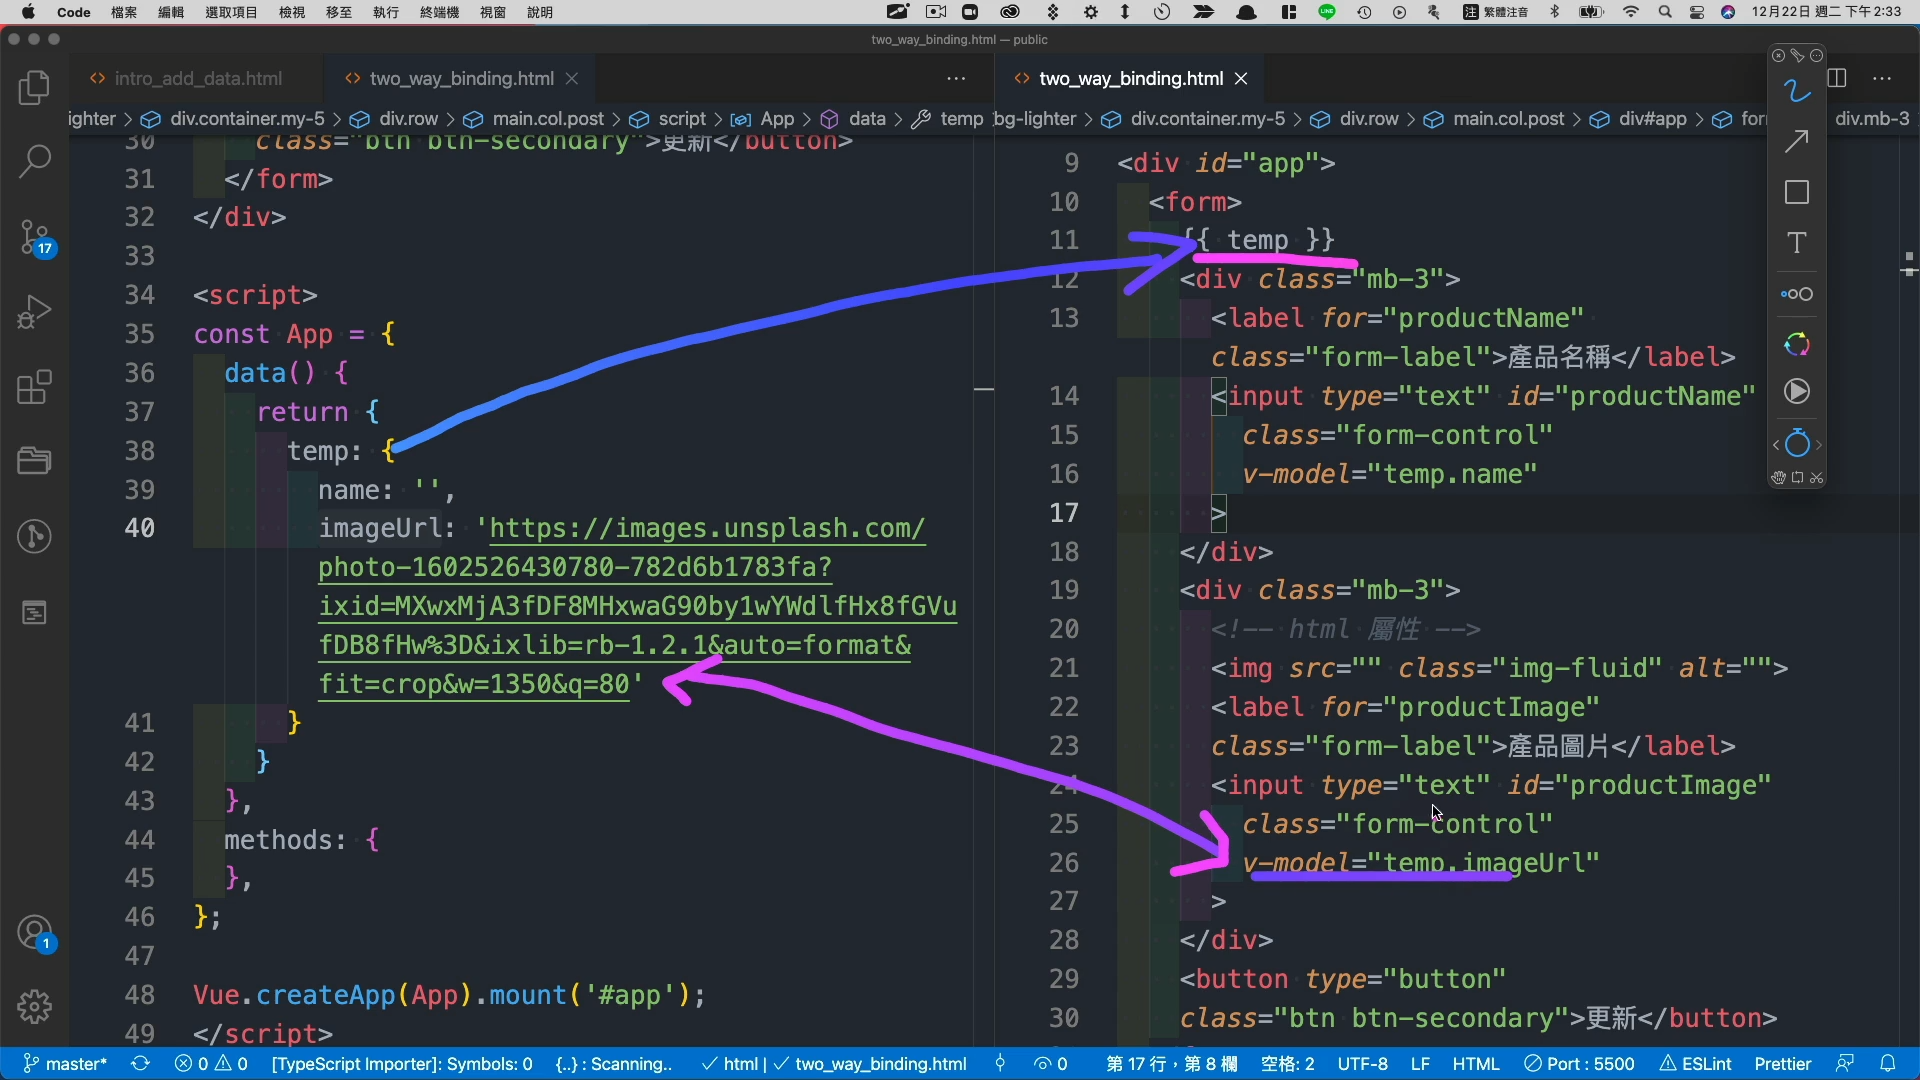 Code 檔案 編輯 選取項目 檢視 移至 執行 終端機 視窗 說明 LINE 注 繁體注音 12月22日 週二 下午 2:33
two_way_binding.html — public
intro_add_data.html two_way_binding.html
ighter > div.container.my-5 > div.row > main.col.post > script > App > data > temp
30 class="btn btn-secondary">更新</button>
31 </form>
32 </div>
33
34 <script>
35 const App = {
36 data() {
37 return {
38 temp: {
39 name: '',
40 imageUrl: 'https://images.unsplash.com/
photo-1602526430780-782d6b1783fa?
ixid=MXwxMjA3fDF8MHxwaG90by1wYWdlfHx8fGVu
fDB8fHw%3D&ixlib=rb-1.2.1&auto=format&
fit=crop&w=1350&q=80'
41 }
42 }
43 },
44 methods: {
45 },
46 };
47
48 Vue.createApp(App).mount('#app');
49 </script>
two_way_binding.html
bg-lighter > div.container.my-5 > div.row > main.col.post > div#app > for div.mb-3
9 <div id="app">
10 <form>
11 {{ temp }}
12 <div class="mb-3">
13 <label for="productName"
class="form-label">產品名稱</label>
14 <input type="text" id="productName"
15 class="form-control"
16 v-model="temp.name"
17 >
18 </div>
19 <div class="mb-3">
20 <!-- html 屬性 -->
21 <img src="" class="img-fluid" alt="">
22 <label for="productImage"
23 class="form-label">產品圖片</label>
24 <input type="text" id="productImage"
25 class="form-control"
26 v-model="temp.imageUrl"
27 >
28 </div>
29 <button type="button"
30 class="btn btn-secondary">更新</button>
T
17
1
master* 0 0 [TypeScript Importer]: Symbols: 0 {..} : Scanning.. html | two_way_binding.html 0 第 17 行，第 8 欄 空格: 2 UTF-8 LF HTML Port : 5500 ESLint Prettier